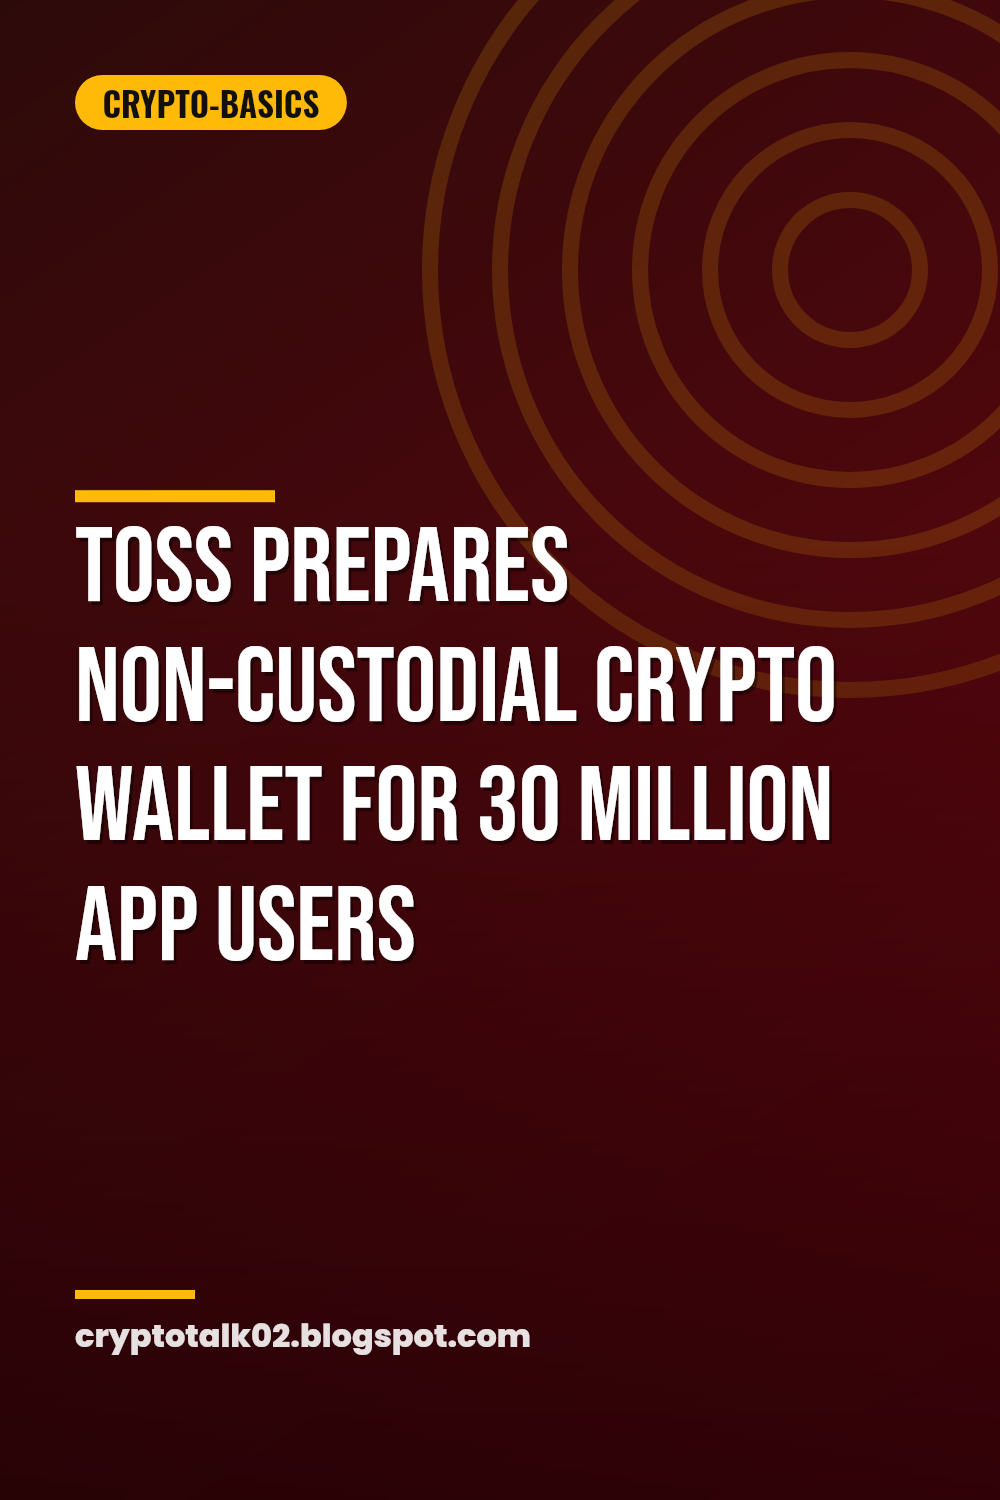 CRYPTO-BASICS
TOSS PREPARES
NON-CUSTODIAL CRYPTO
WALLET FOR 30 MILLION
APP USERS
cryptotalk02.blogspot.com